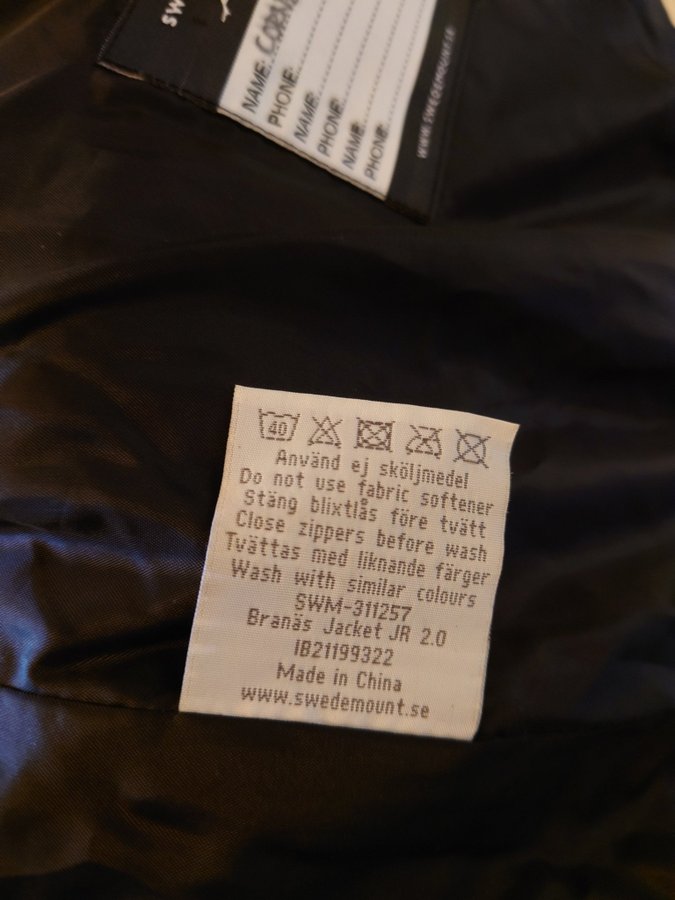 NAME:
PHONE:
NAME:
PHONE:
NAME:
PHONE:
WWW.SWEDEMOUNT.SE
40
Använd ej sköljmedel
Do not use fabric softener
Stäng blixtlås före tvätt
Close zippers before wash
Tvättas med liknande färger
Wash with similar colours
SWM-311257
Branäs Jacket JR 2.0
IB21199322
Made in China
www.swedemount.se